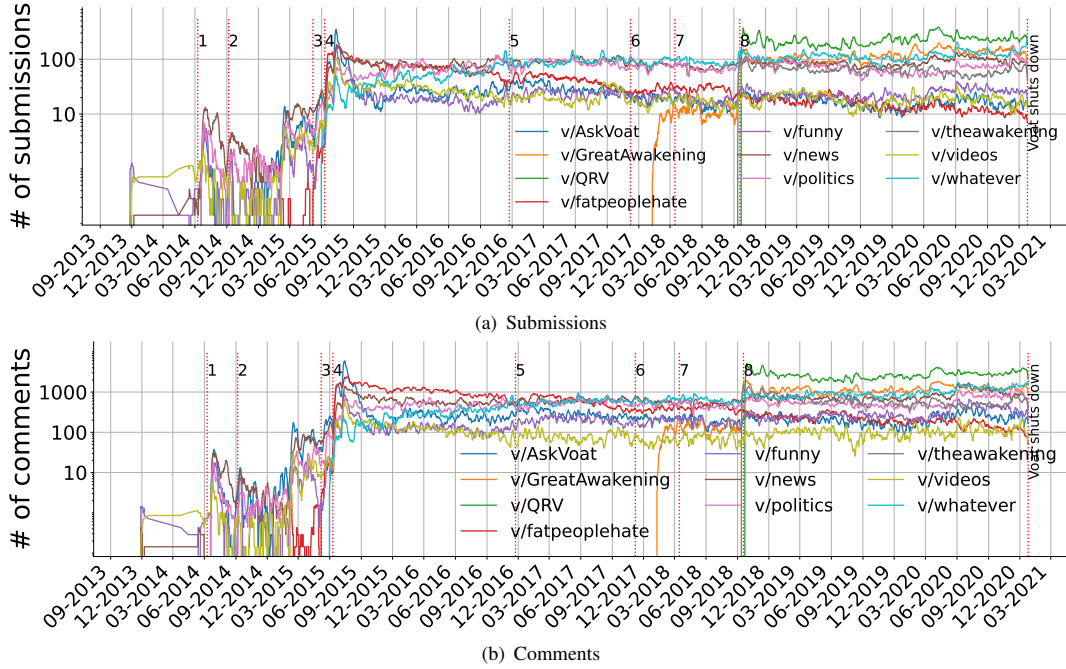 # of submissions
100
10
1 2 3 4 5 6 7 8
Voat shuts down
v/AskVoat v/funny v/theawakening
v/GreatAwakening v/news v/videos
v/QRV v/politics v/whatever
v/fatpeoplehate
09-2013 12-2013 03-2014 06-2014 09-2014 12-2014 03-2015 06-2015 09-2015 12-2015 03-2016 06-2016 09-2016 12-2016 03-2017 06-2017 09-2017 12-2017 03-2018 06-2018 09-2018 12-2018 03-2019 06-2019 09-2019 12-2019 03-2020 06-2020 09-2020 12-2020 03-2021
(a) Submissions
# of comments
1000
100
10
1 2 3 4 5 6 7 8
Voat shuts down
v/AskVoat v/funny v/theawakening
v/GreatAwakening v/news v/videos
v/QRV v/politics v/whatever
v/fatpeoplehate
09-2013 12-2013 03-2014 06-2014 09-2014 12-2014 03-2015 06-2015 09-2015 12-2015 03-2016 06-2016 09-2016 12-2016 03-2017 06-2017 09-2017 12-2017 03-2018 06-2018 09-2018 12-2018 03-2019 06-2019 09-2019 12-2019 03-2020 06-2020 09-2020 12-2020 03-2021
(b) Comments